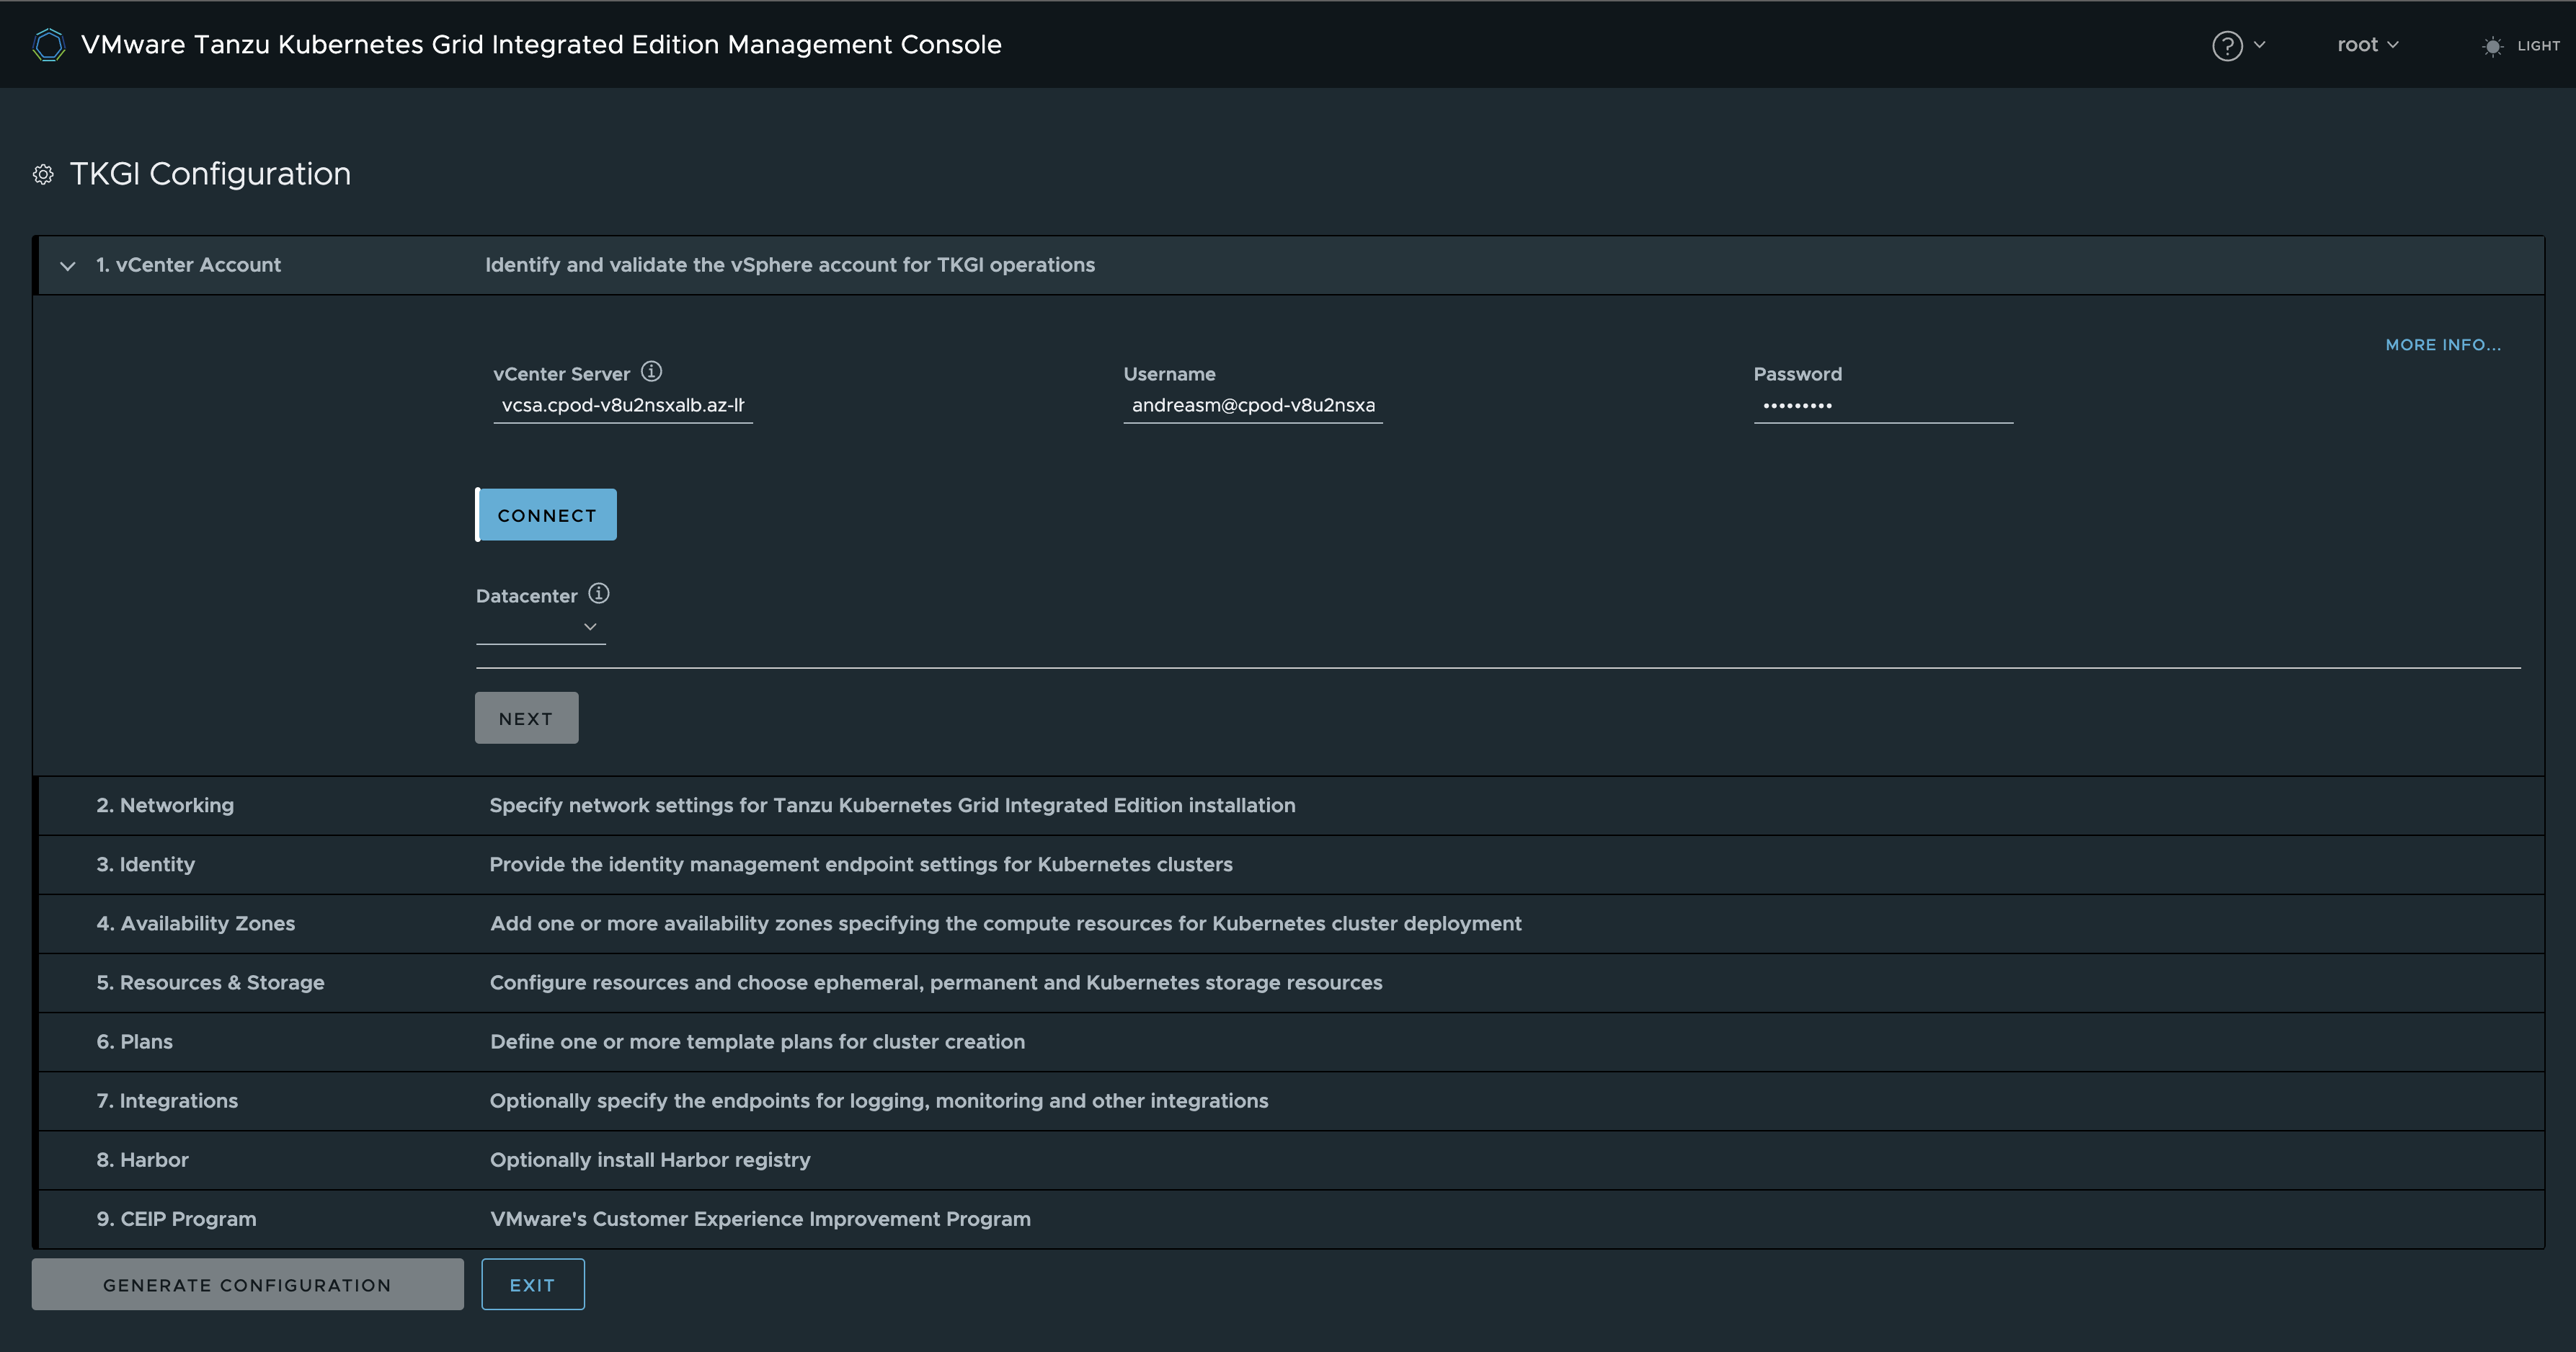 VMware Tanzu Kubernetes Grid Integrated Edition Management Console
? root LIGHT
TKGI Configuration
1. vCenter Account Identify and validate the vSphere account for TKGI operations
MORE INFO...
vCenter Server Username Password
vcsa.cpod-v8u2nsxalb.az-lh andreasm@cpod-v8u2nsxa •••••••••
CONNECT
Datacenter
NEXT
2. Networking Specify network settings for Tanzu Kubernetes Grid Integrated Edition installation
3. Identity Provide the identity management endpoint settings for Kubernetes clusters
4. Availability Zones Add one or more availability zones specifying the compute resources for Kubernetes cluster deployment
5. Resources & Storage Configure resources and choose ephemeral, permanent and Kubernetes storage resources
6. Plans Define one or more template plans for cluster creation
7. Integrations Optionally specify the endpoints for logging, monitoring and other integrations
8. Harbor Optionally install Harbor registry
9. CEIP Program VMware's Customer Experience Improvement Program
GENERATE CONFIGURATION EXIT